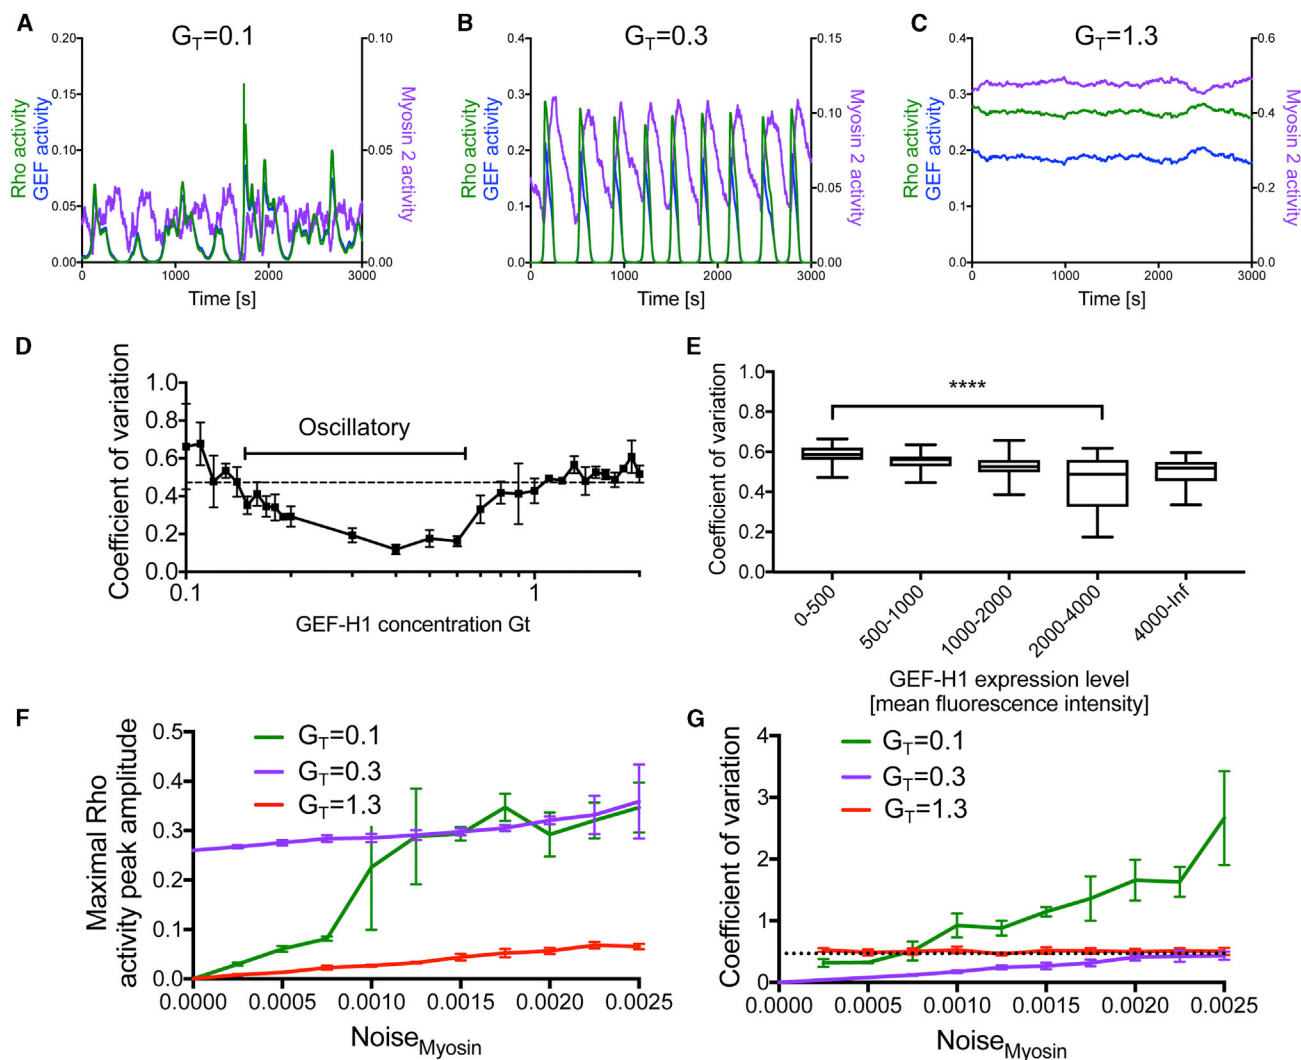 A
G_T=0.1
0.20
0.15
0.10
0.05
0.0
0.10
0.05
0.00
0
1000
2000
3000
Rho activity
GEF activity
Myosin 2 activity
Time [s]
B
G_T=0.3
0.4
0.3
0.2
0.1
0.0
0.15
0.10
0.05
0.00
0
1000
2000
3000
Rho activity
GEF activity
Myosin 2 activity
Time [s]
C
G_T=1.3
0.4
0.3
0.2
0.1
0.0
0.6
0.4
0.2
0.0
0
1000
2000
3000
Rho activity
GEF activity
Myosin 2 activity
Time [s]
D
Coefficient of variation
1.0
0.8
0.6
0.4
0.2
0.0
Oscillatory
0.1
1
GEF-H1 concentration Gt
E
Coefficient of variation
1.0
0.8
0.6
0.4
0.2
0.0
****
0-500
500-1000
1000-2000
2000-4000
4000-Inf
GEF-H1 expression level
[mean fluorescence intensity]
F
Maximal Rho
activity peak amplitude
0.5
0.4
0.3
0.2
0.1
0.0
G_T=0.1
G_T=0.3
G_T=1.3
0.0000
0.0005
0.0010
0.0015
0.0020
0.0025
Noise_Myosin
G
Coefficient of variation
4
3
2
1
0
G_T=0.1
G_T=0.3
G_T=1.3
0.0000
0.0005
0.0010
0.0015
0.0020
0.0025
Noise_Myosin